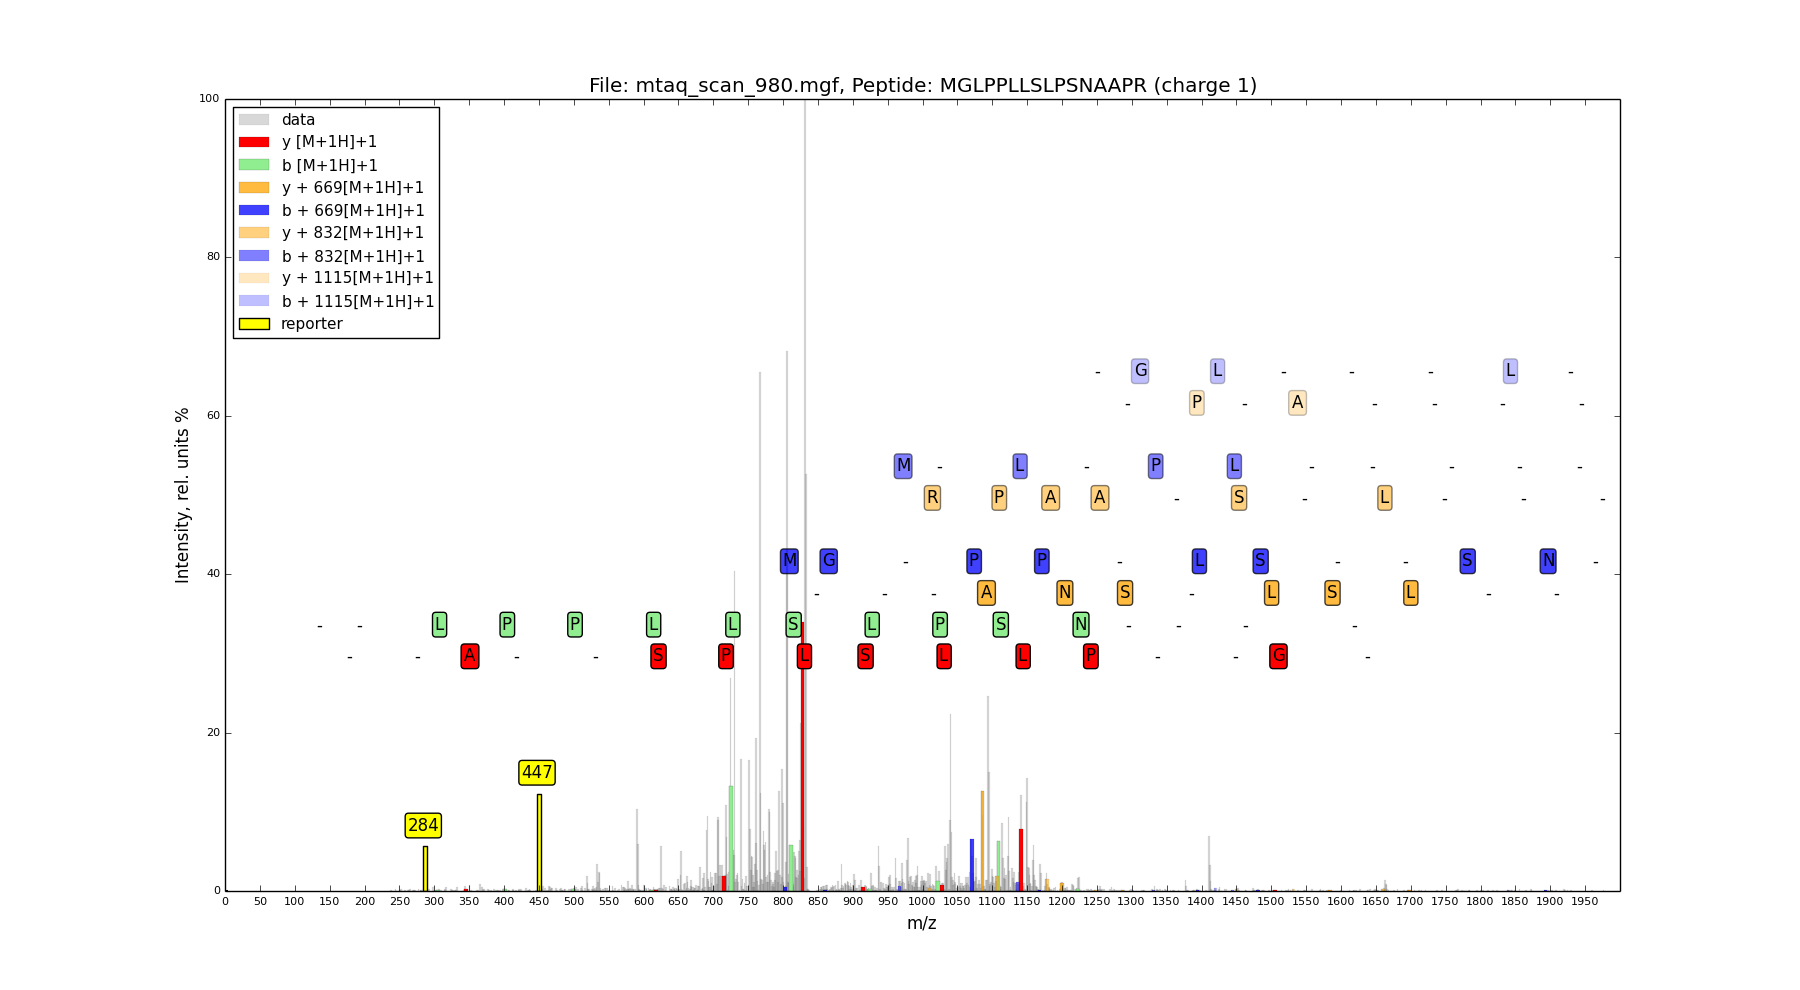 File: mtaq_scan_980.mgf, Peptide: MGLPPLLSLPSNAAPR (charge 1)
100
80
60
40
20
0
Intensity, rel. units %
data
y [M+1H]+1
b [M+1H]+1
y + 669[M+1H]+1
b + 669[M+1H]+1
y + 832[M+1H]+1
b + 832[M+1H]+1
y + 1115[M+1H]+1
b + 1115[M+1H]+1
reporter
- G L - - - L -
- P - A - - - -
M - L - P L - - - - -
R P A A - S - L - - -
M G - P P - L S - - S N -
- - - A N S - L S L - -
- - L P P L L S L P S N - - - -
- - A - - S P L S L L P - - G -
447
284
0 50 100 150 200 250 300 350 400 450 500 550 600 650 700 750 800 850 900 950 1000 1050 1100 1150 1200 1250 1300 1350 1400 1450 1500 1550 1600 1650 1700 1750 1800 1850 1900 1950
m/z